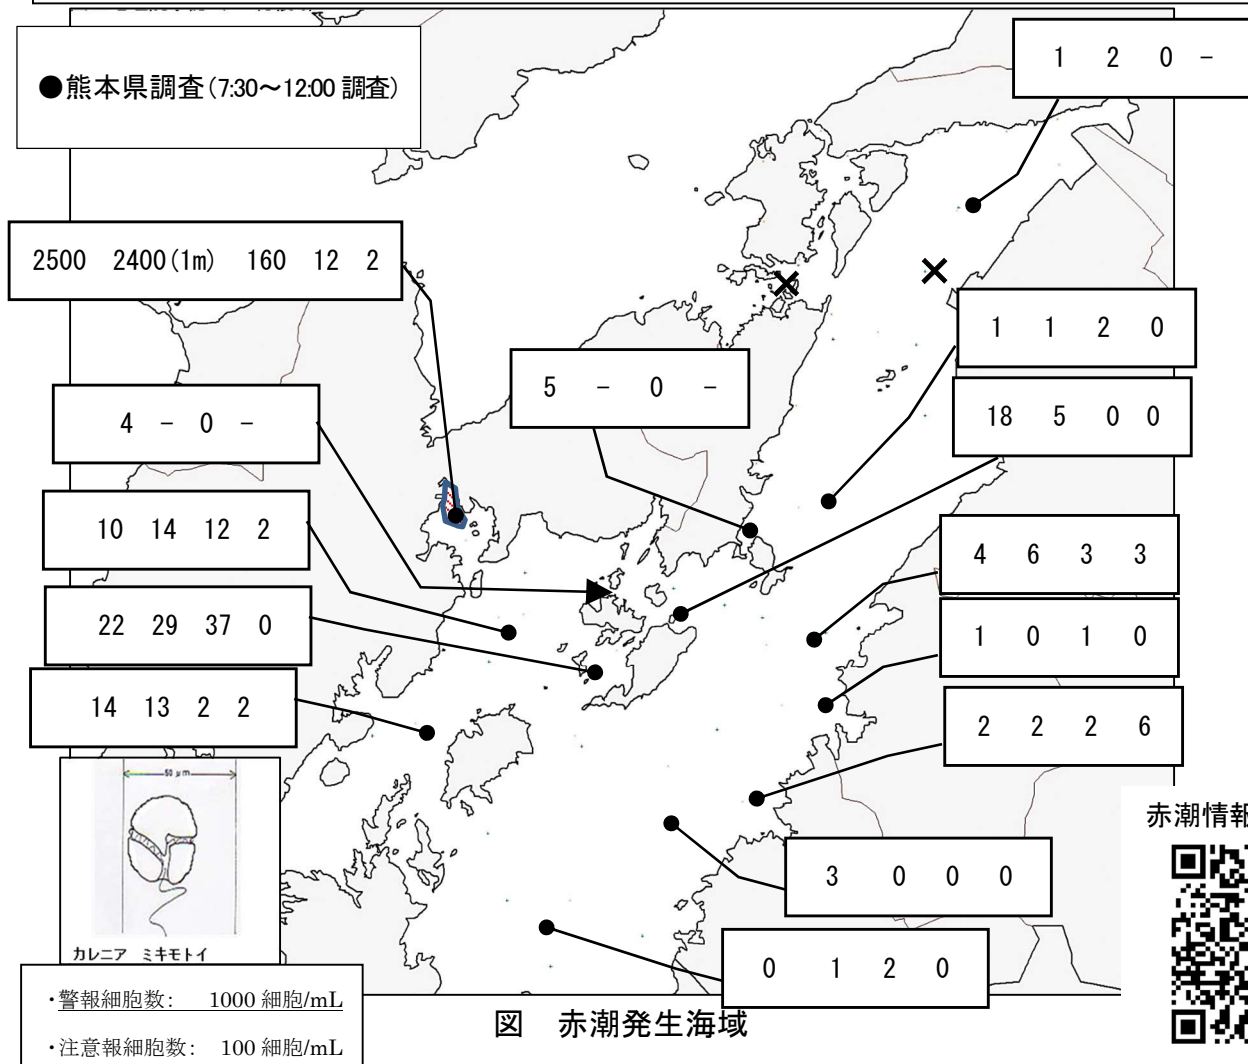 ●熊本県調査(7:30～12:00 調査)
1 2 0 -
2500 2400(1m) 160 12 2
1 1 2 0
5 - 0 -
18 5 0 0
4 - 0 -
10 14 12 2
4 6 3 3
22 29 37 0
1 0 1 0
14 13 2 2
2 2 2 6
50 μm
赤潮情報
3 0 0 0
カレニア ミキモトイ
0 1 2 0
・警報細胞数： 1000 細胞/mL
・注意報細胞数： 100 細胞/mL
図 赤潮発生海域